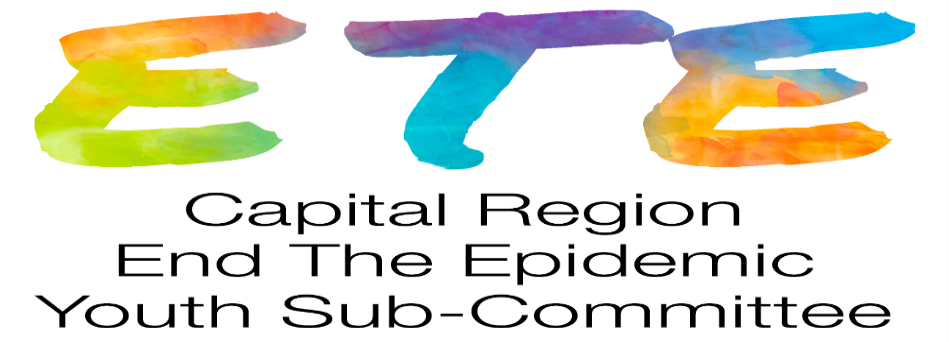 ETE
Capital Region
End The Epidemic
Youth Sub-Committee